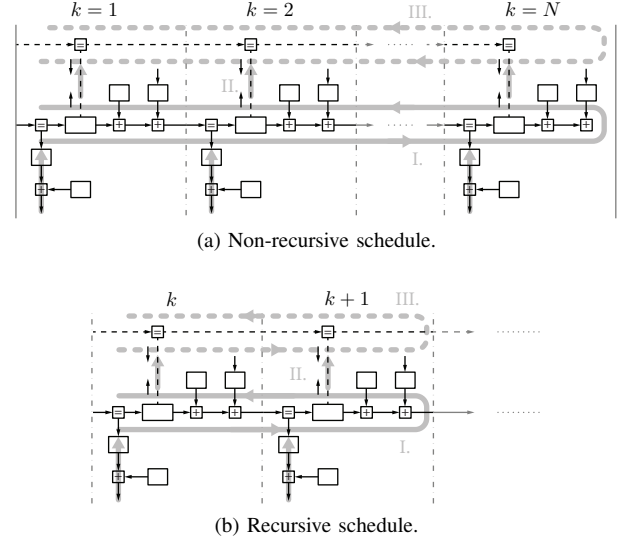 k = 1 k = 2 k = N
III.
=
=
......
=
II.
= + + = + + ...... = + +
I.
+ + +
(a) Non-recursive schedule.
k k + 1 III.
= = ........
II.
= + + = + + ........
I.
+ +
(b) Recursive schedule.